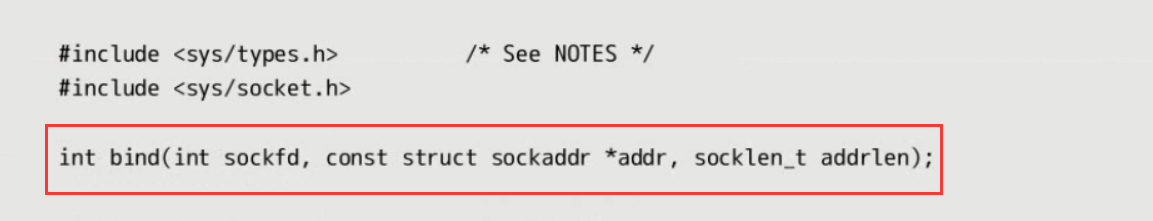 #include <sys/types.h> /* See NOTES */
#include <sys/socket.h>
int bind(int sockfd, const struct sockaddr *addr, socklen_t addrlen);